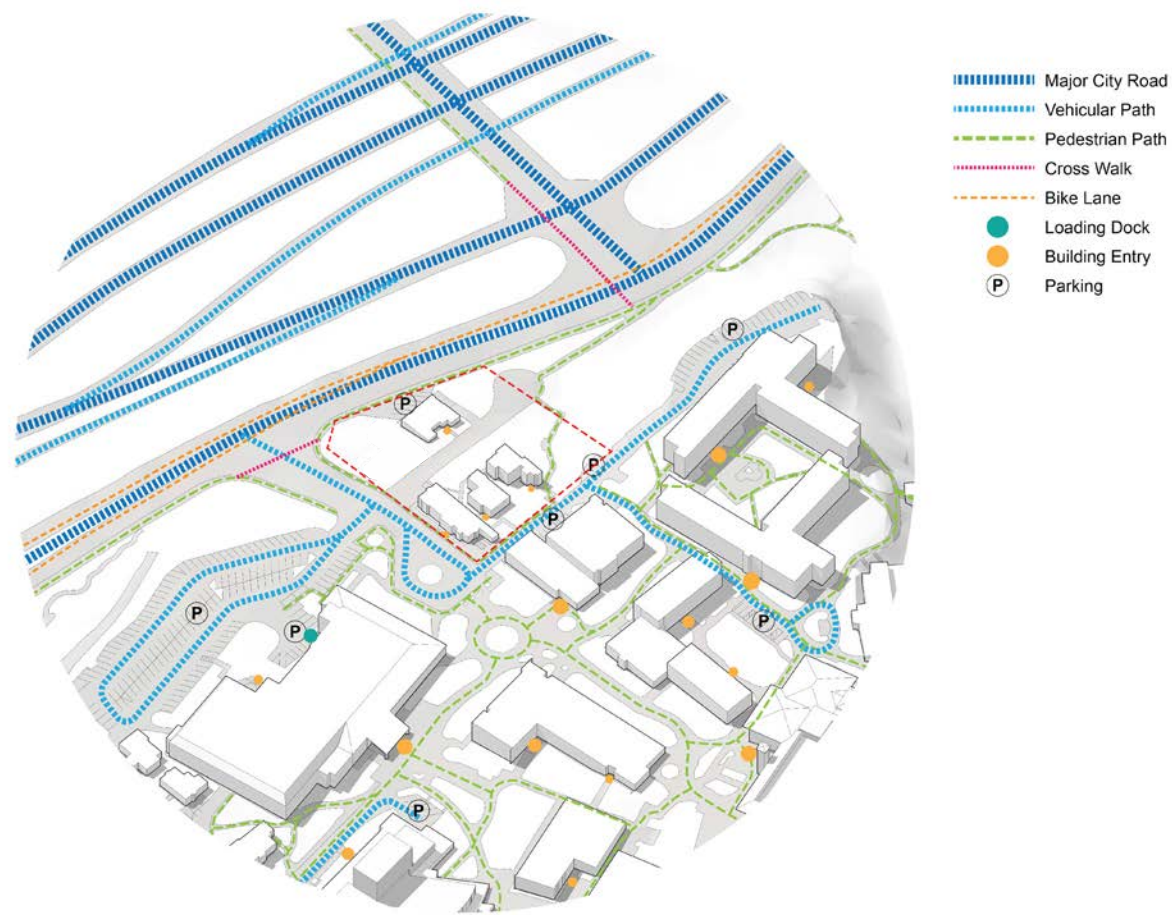 Major City Road
Vehicular Path
Pedestrian Path
Cross Walk
Bike Lane
Loading Dock
Building Entry
P Parking
P
P
P
P
P
P
P
P